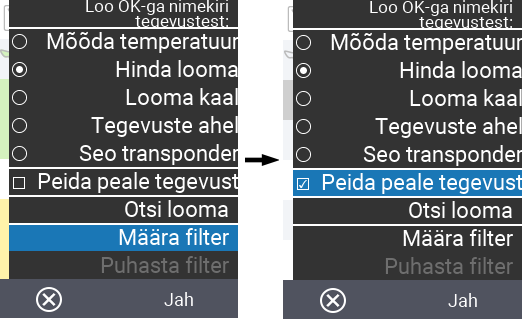 Loo OK-ga nimekiri
tegevustest:
Mõõda temperatuur
Hinda looma
Looma kaal
Tegevuste ahel
Seo transponder
Peida peale tegevust
Otsi looma
Määra filter
Puhasta filter
Jah
Loo OK-ga nimekiri
tegevustest:
Mõõda temperatuur
Hinda looma
Looma kaal
Tegevuste ahel
Seo transponder
Peida peale tegevust
Otsi looma
Määra filter
Puhasta filter
Jah